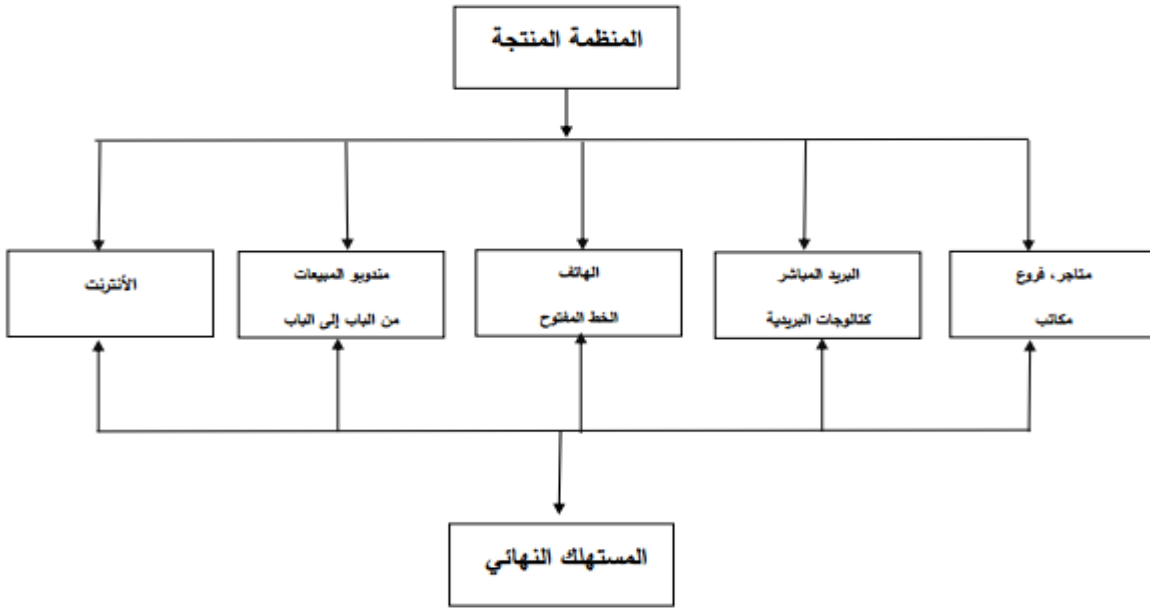 المنظمة المنتجة
متاجر، فروع
مكاتب
البريد المباشر
كتالوجات البريدية
الهاتف
الخط المفتوح
مندوبو المبيعات
من الباب إلى الباب
الأنترنت
المستهلك النهائي